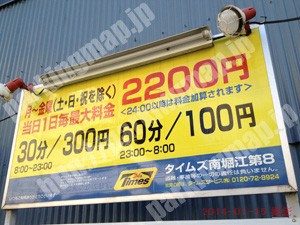 月～金曜(土・日・祝を除く)
当日1日毎最大料金
2200円
<24:00以降は料金加算されます>
30分/300円
8:00~23:00
60分/100円
23:00~8:00
Times
タイムズ南堀江第8
0120-72-8924